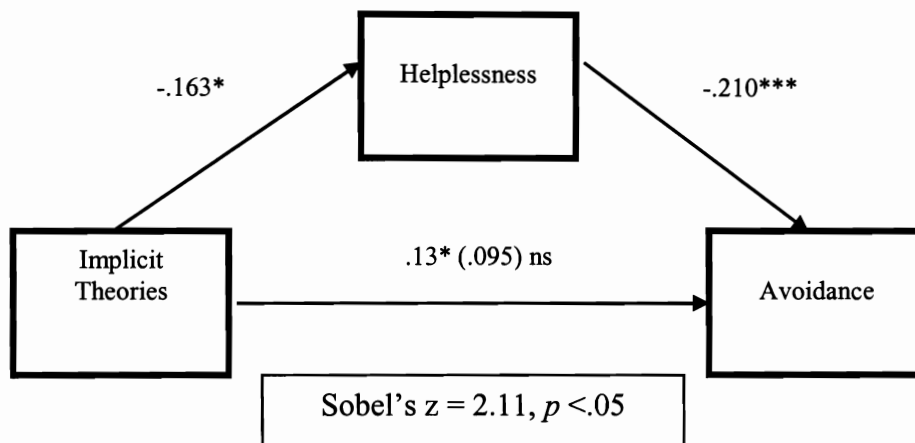 Helplessness
-.163*
-.210***
Implicit
Theories
.13* (.095) ns
Avoidance
Sobel's z = 2.11, p <.05